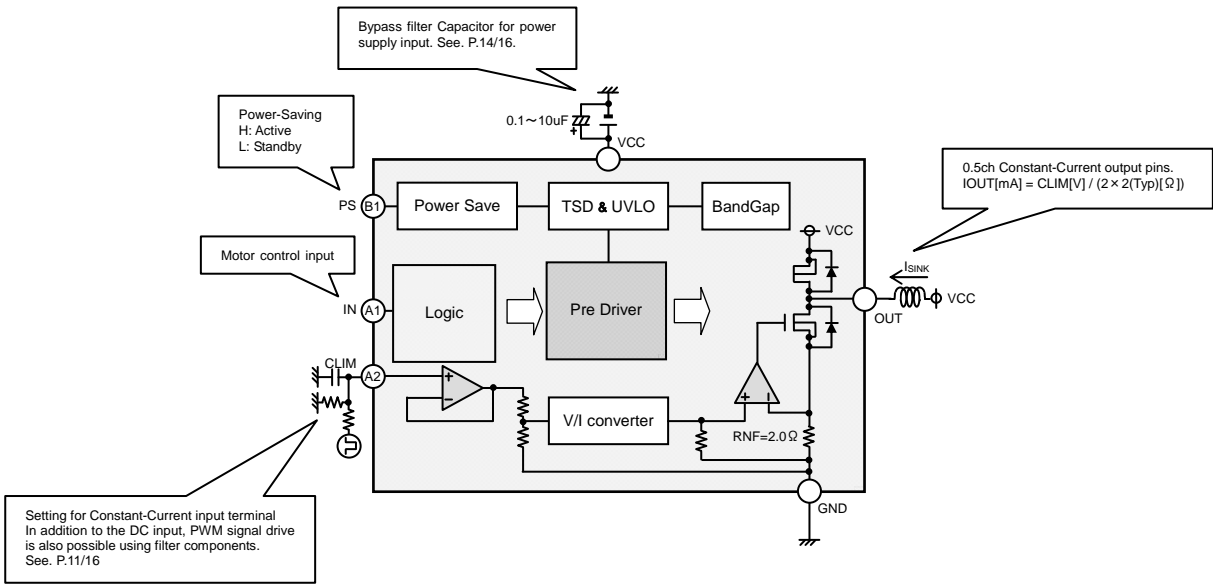 Bypass filter Capacitor for power
supply input. See. P.14/16.
Power-Saving
H: Active
L: Standby
0.1～10uF
+
VCC
0.5ch Constant-Current output pins.
IOUT[mA] = CLIM[V] / (2×2(Typ)[Ω])
PS B1
Power Save
TSD & UVLO
BandGap
VCC
Motor control input
ISINK
VCC
IN A1
Logic
Pre Driver
OUT
CLIM
A2
+
−
V/I converter
+
−
RNF=2.0Ω
GND
Setting for Constant-Current input terminal
In addition to the DC input, PWM signal drive
is also possible using filter components.
See. P.11/16